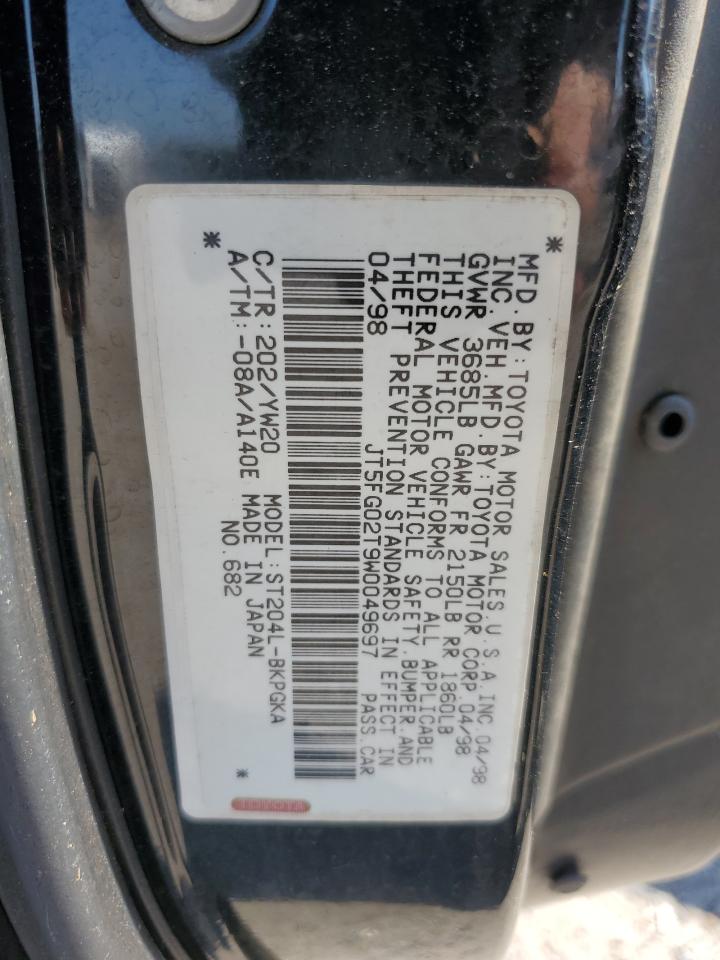 * *
MFD.BY:TOYOTA MOTOR SALES.U.S.A.INC.04/98
INC.VEH.MFD.BY:TOYOTA MOTOR CORP.04/98
GVWR 3685LB GAWR FR 2150LB RR 1860LB
THIS VEHICLE CONFORMS TO ALL APPLICABLE
FEDERAL MOTOR VEHICLE SAFETY.BUMPER.AND
THEFT PREVENTION STANDARDS IN EFFECT IN
04/98 JT5FG02T9W0049697 PASS.CAR
C/TR:202/YW20 MODEL:ST204L-BKPGKA
A/TM:-08A/A140E MADE IN JAPAN
NO.682
*
TOYOTA